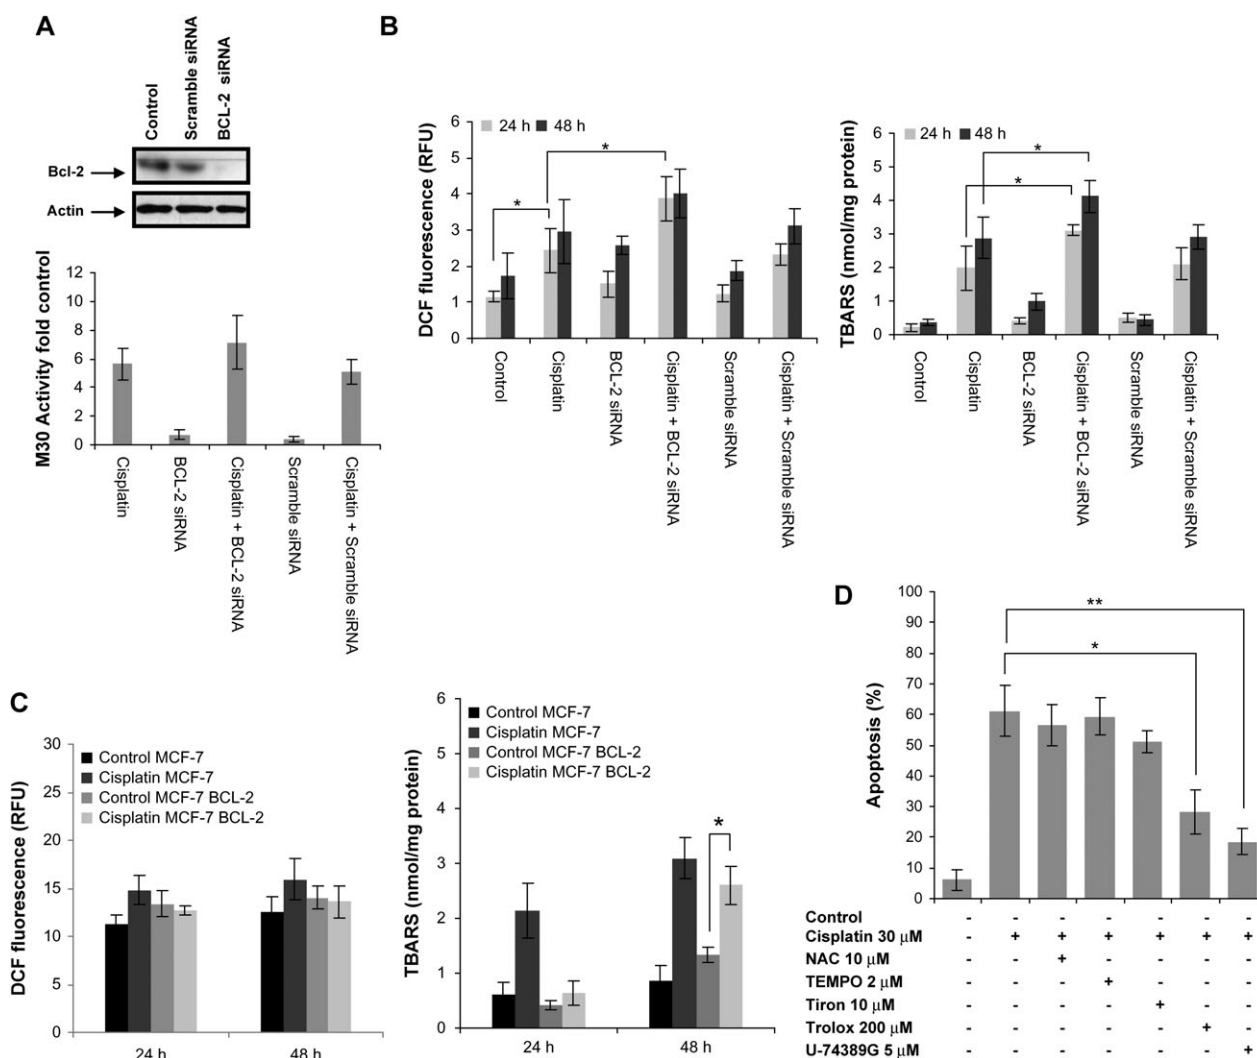 A
Control
Scramble siRNA
BCL-2 siRNA
Bcl-2
Actin
M30 Activity fold control
12
10
8
6
4
2
0
Cisplatin
BCL-2 siRNA
Cisplatin + BCL-2 siRNA
Scramble siRNA
Cisplatin + Scramble siRNA
B
DCF fluorescence (RFU)
24 h
48 h
6
5
4
3
2
1
0
*
*
Control
Cisplatin
BCL-2 siRNA
Cisplatin + BCL-2 siRNA
Scramble siRNA
Cisplatin + Scramble siRNA
TBARS (nmol/mg protein)
24 h
48 h
6
5
4
3
2
1
0
*
*
Control
Cisplatin
BCL-2 siRNA
Cisplatin + BCL-2 siRNA
Scramble siRNA
Cisplatin + Scramble siRNA
C
DCF fluorescence (RFU)
30
25
20
15
10
5
0
Control MCF-7
Cisplatin MCF-7
Control MCF-7 BCL-2
Cisplatin MCF-7 BCL-2
24 h
48 h
TBARS (nmol/mg protein)
6
5
4
3
2
1
0
Control MCF-7
Cisplatin MCF-7
Control MCF-7 BCL-2
Cisplatin MCF-7 BCL-2
*
24 h
48 h
D
Apoptosis (%)
100
90
80
70
60
50
40
30
20
10
0
**
*
Control - - - - - - -
Cisplatin 30 μM - + + + + + +
NAC 10 μM - - + - - - -
TEMPO 2 μM - - - + - - -
Tiron 10 μM - - - - + - -
Trolox 200 μM - - - - - + -
U-74389G 5 μM - - - - - - +